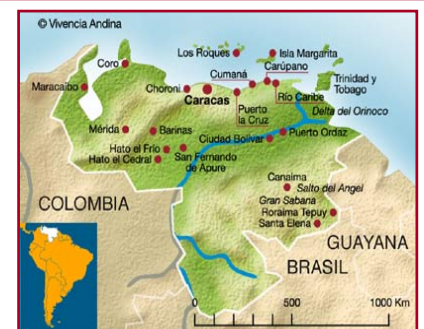 © Vivencia Andina
Los Roques
Isla Margarita
Coro
Cumaná
Carúpano
Trinidad y
Tobago
Maracaibo
Choroni
Caracas
Río Caribe
Puerto
la Cruz
Delta del Orinoco
Mérida
Barinas
Ciudad Bolivar
Puerto Ordaz
Hato el Frío
Hato el Cedral
San Fernando
de Apure
Canaima
Salto del Angel
Gran Sabana
Roraima Tepuy
Santa Elena
COLOMBIA
GUAYANA
BRASIL
0 500 1000 Km